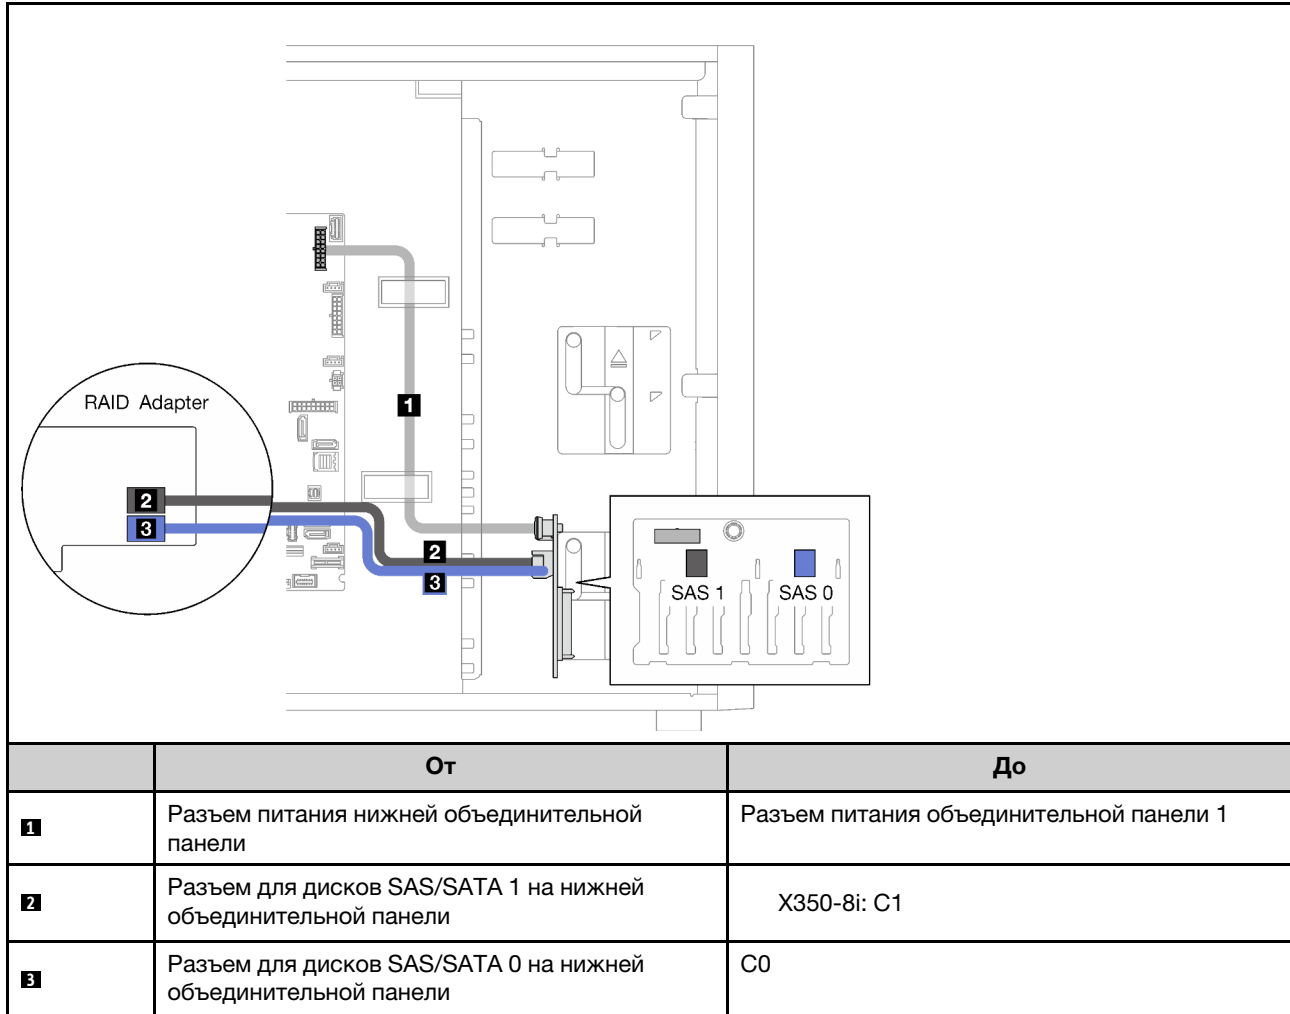 RAID Adapter
1
2
3
2
3
SAS 1
SAS 0
От
До
1
Разъем питания нижней объединительной
панели
Разъем питания объединительной панели 1
2
Разъем для дисков SAS/SATA 1 на нижней
объединительной панели
X350-8i: C1
3
Разъем для дисков SAS/SATA 0 на нижней
объединительной панели
C0